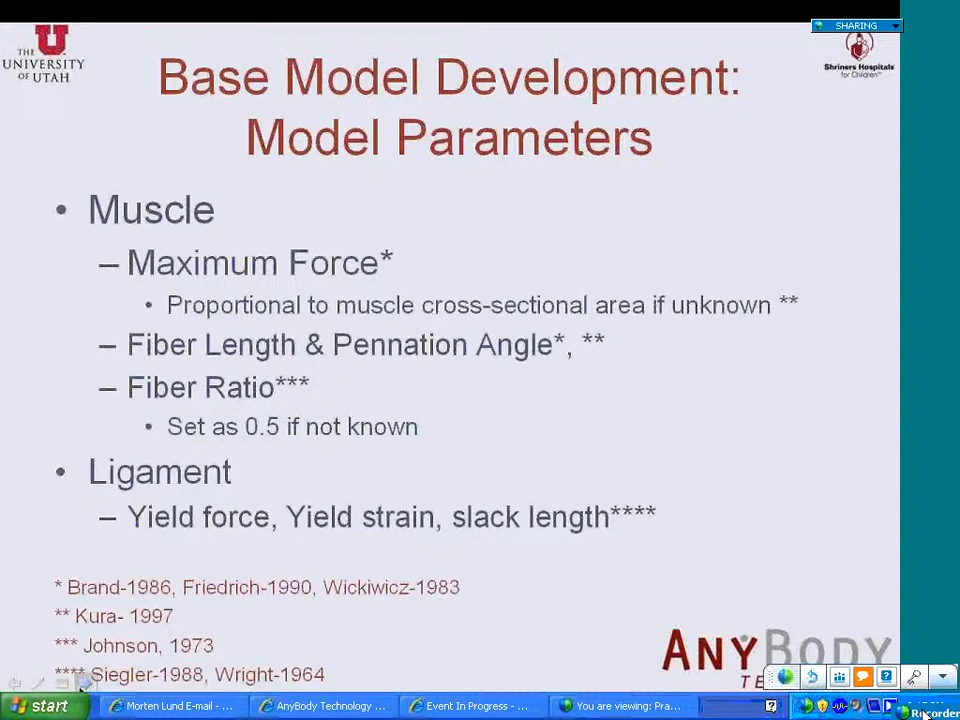 SHARING
U
THE
UNIVERSITY
OF UTAH
Shriners Hospitals
for Children™
Base Model Development:
Model Parameters
• Muscle
– Maximum Force*
• Proportional to muscle cross-sectional area if unknown **
– Fiber Length & Pennation Angle*, **
– Fiber Ratio***
• Set as 0.5 if not known
• Ligament
– Yield force, Yield strain, slack length****
* Brand-1986, Friedrich-1990, Wickiwicz-1983
** Kura- 1997
*** Johnson, 1973
**** Siegler-1988, Wright-1964
ANYBODY
start
Morten Lund E-mail - ...
AnyBody Technology ...
Event In Progress - ...
You are viewing: Pra...
Recorder